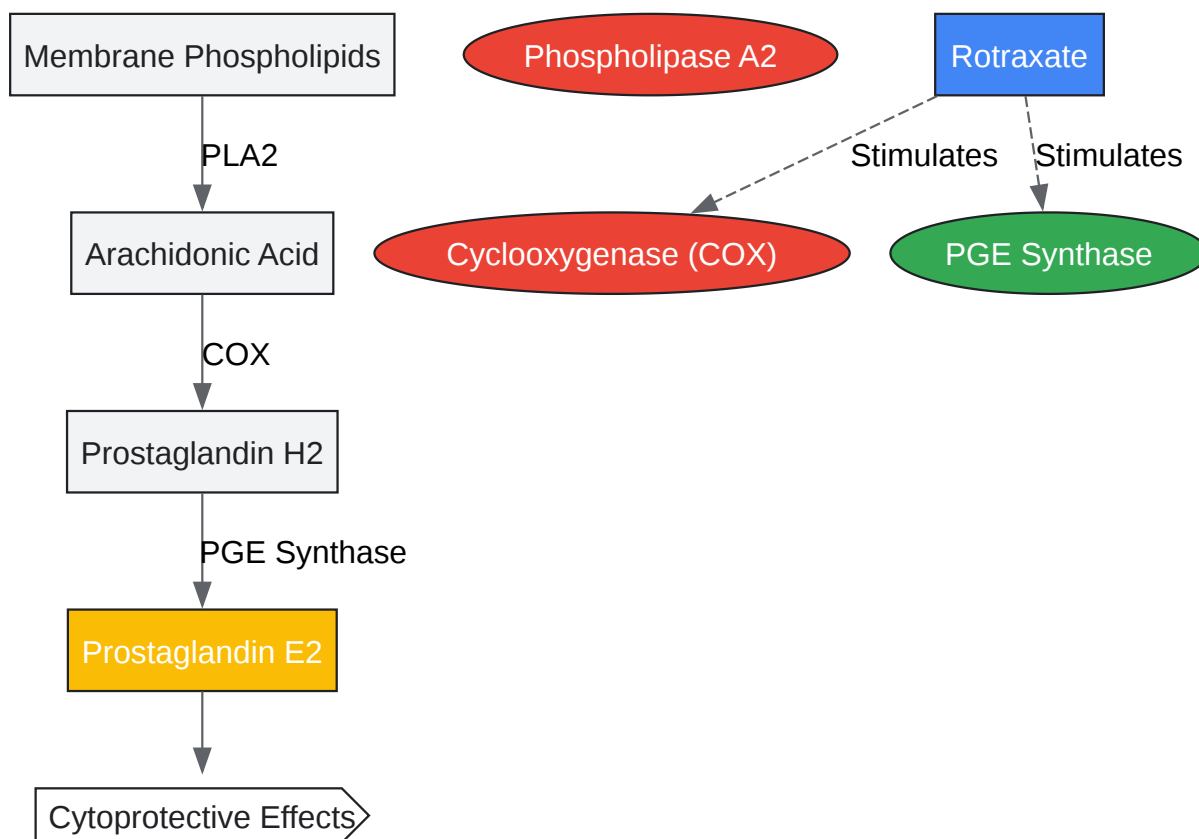 Membrane Phospholipids
Phospholipase A2
Rotraxate
PLA2
Stimulates
Stimulates
Arachidonic Acid
Cyclooxygenase (COX)
PGE Synthase
COX
Prostaglandin H2
PGE Synthase
Prostaglandin E2
Cytoprotective Effects